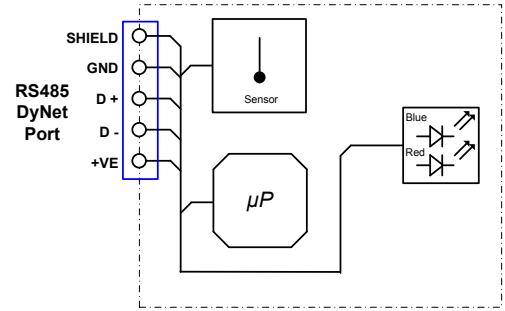 SHIELD
GND
RS485
DyNet
Port
D +
D -
+VE
Sensor
µP
Blue
Red